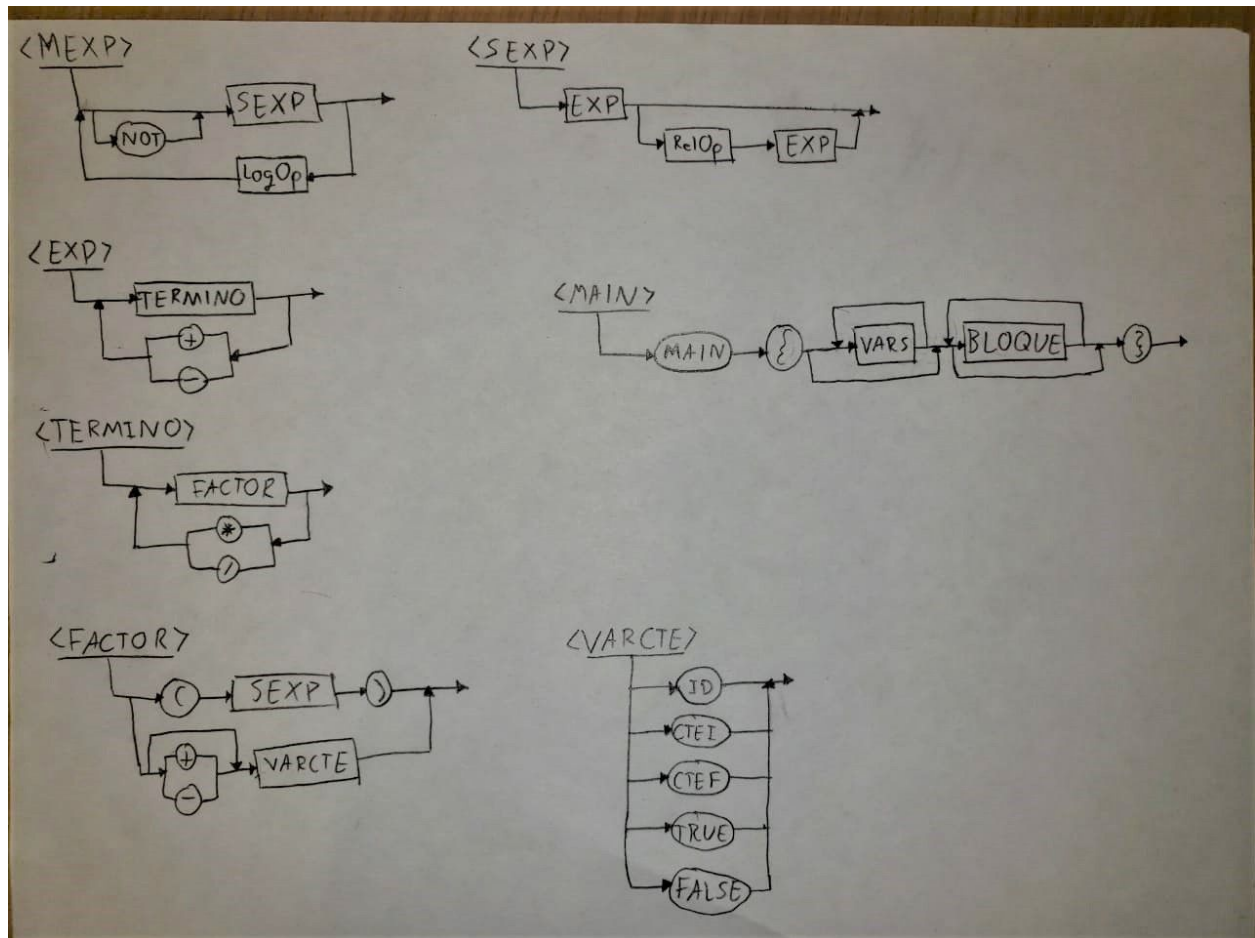 <MEXP>
SEXP
NOT
LogOp
<SEXP>
EXP
RelOp
EXP
<EXP>
TERMINO
+
-
<MAIN>
MAIN
{
VARS
BLOQUE
}
<TERMINO>
FACTOR
*
/
<FACTOR>
(
SEXP
)
+
-
VARCTE
<VARCTE>
ID
CTEI
CTEF
TRUE
FALSE